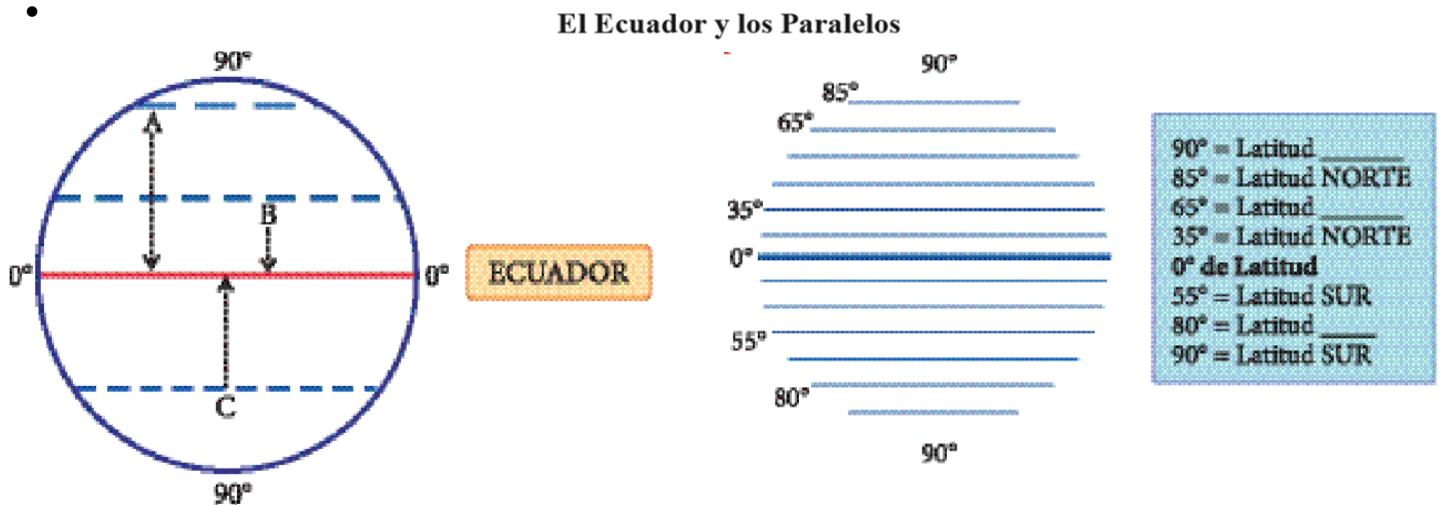 El Ecuador y los Paralelos
90°
A
B
0°
0°
C
90°
ECUADOR
90°
85°
65°
35°
0°
55°
80°
90°
90° = Latitud ______
85° = Latitud NORTE
65° = Latitud ______
35° = Latitud NORTE
0° de Latitud
55° = Latitud SUR
80° = Latitud ____
90° = Latitud SUR